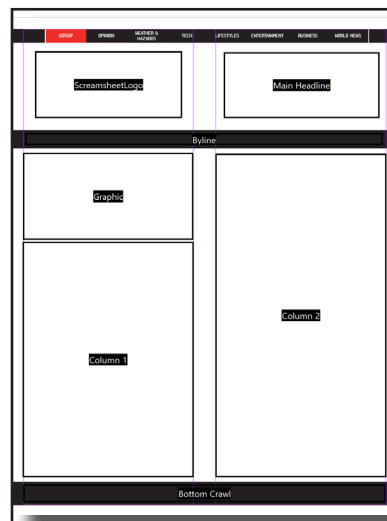 GOSSIP OPINION WEATHER & HAZARDS TECH LIFESTYLES ENTERTAINMENT BUSINESS WORLD NEWS
ScreamsheetLogo Main Headline
Byline
Graphic
Column 2
Column 1
Bottom Crawl